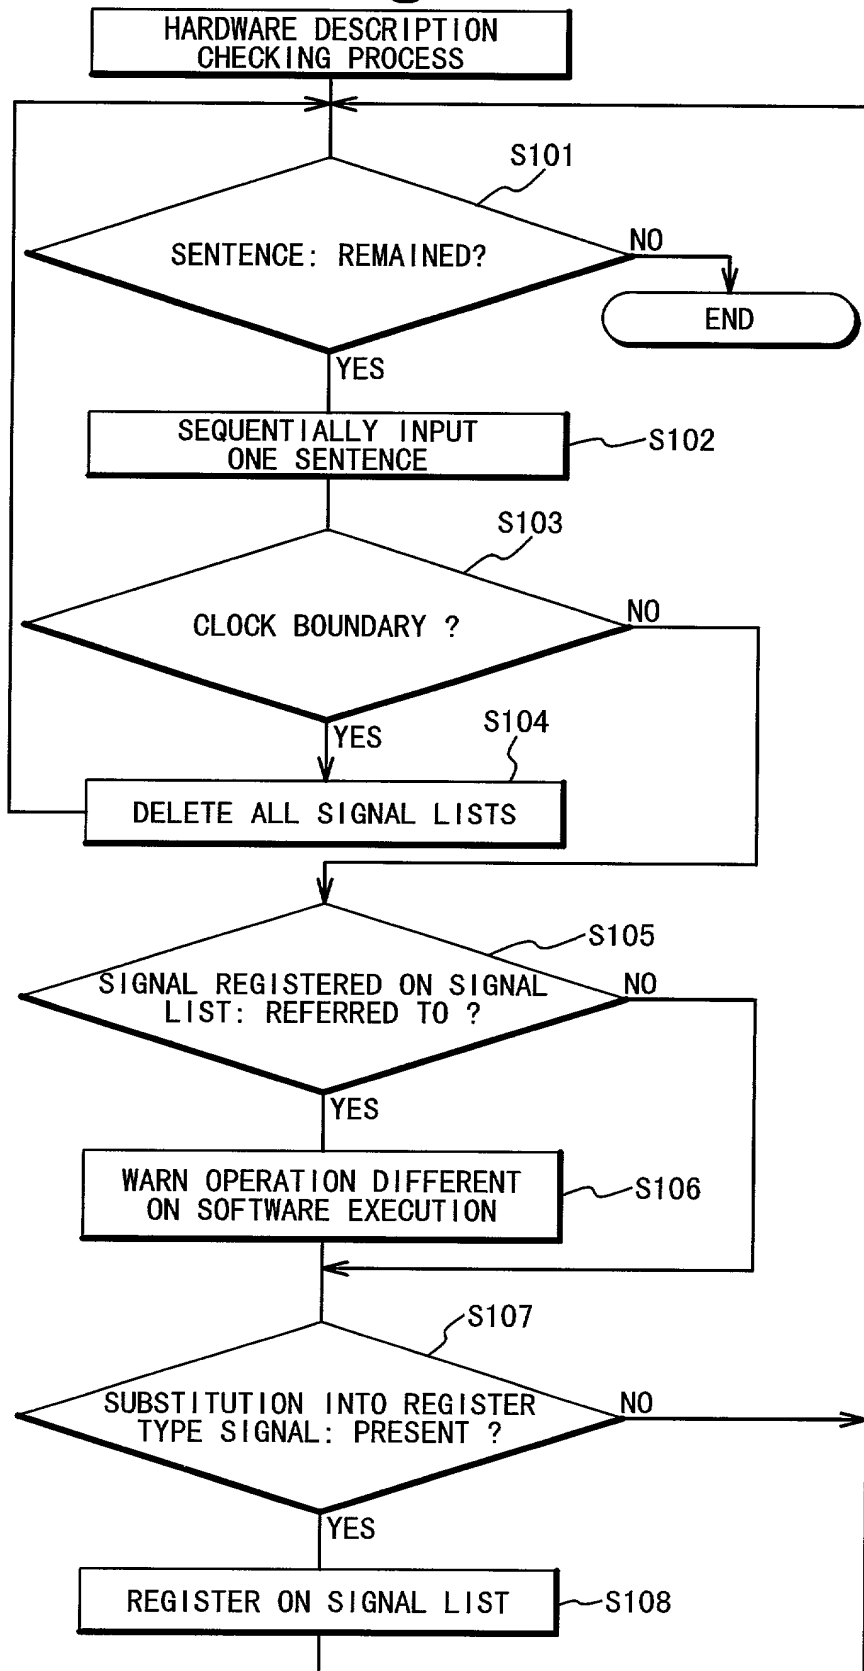 HARDWARE DESCRIPTION
CHECKING PROCESS
S101
SENTENCE: REMAINED?
NO
END
YES
SEQUENTIALLY INPUT
ONE SENTENCE
S102
S103
CLOCK BOUNDARY ?
NO
YES
S104
DELETE ALL SIGNAL LISTS
S105
SIGNAL REGISTERED ON SIGNAL
LIST: REFERRED TO ?
NO
YES
WARN OPERATION DIFFERENT
ON SOFTWARE EXECUTION
S106
S107
SUBSTITUTION INTO REGISTER
TYPE SIGNAL: PRESENT ?
NO
YES
REGISTER ON SIGNAL LIST
S108